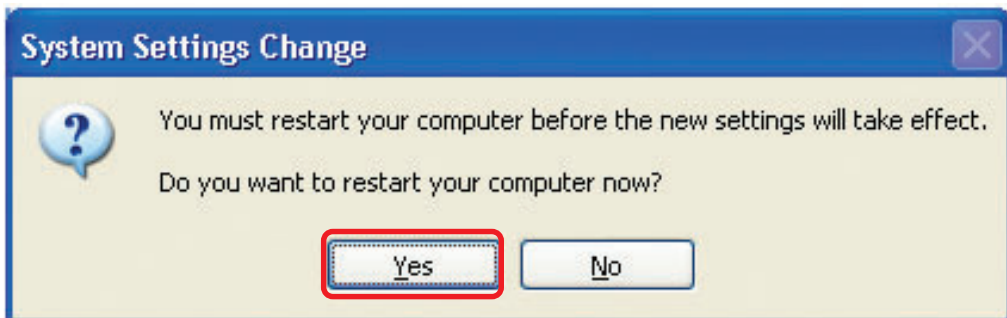 System Settings Change
You must restart your computer before the new settings will take effect.
Do you want to restart your computer now?
Yes No